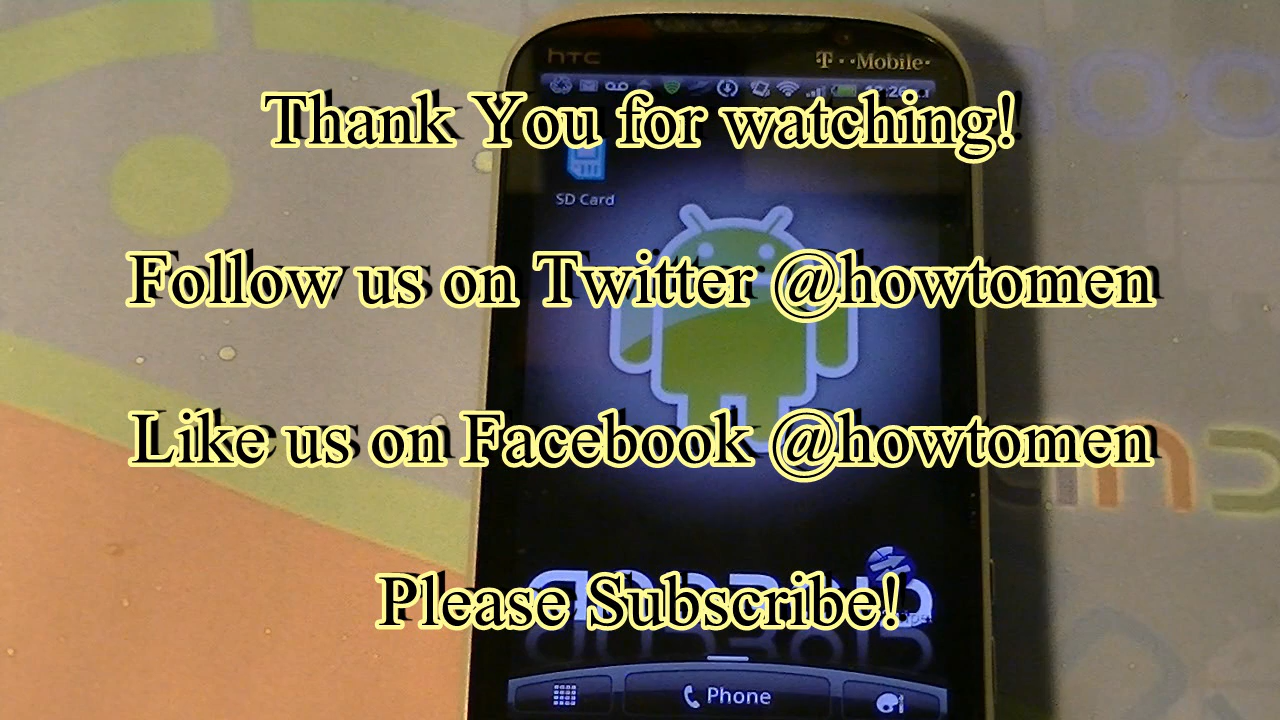 hTC T··Mobile·
Thank You for watching!
SD Card
Follow us on Twitter @howtomen
Like us on Facebook @howtomen
Please Subscribe!
Phone